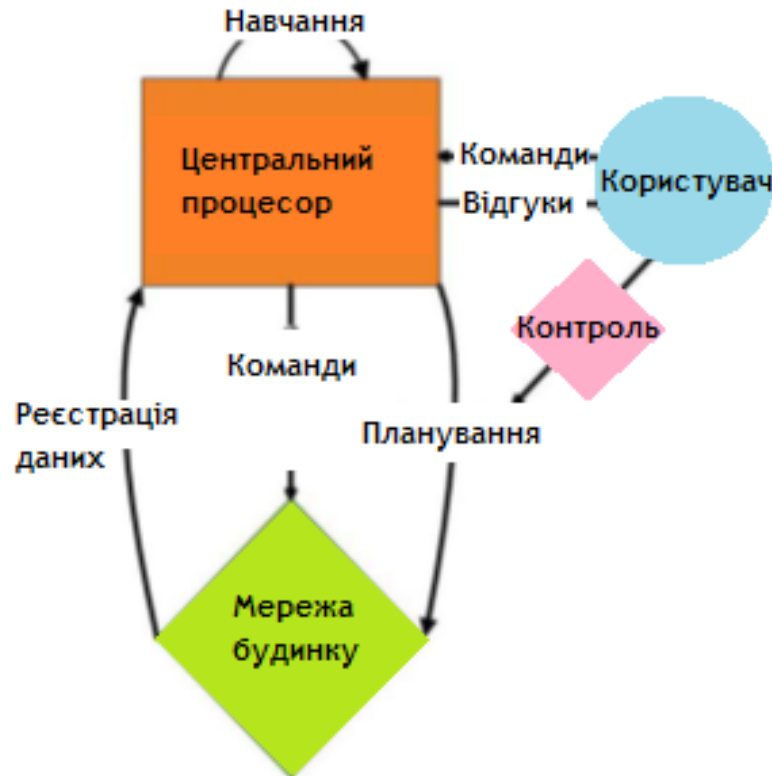 Навчання
Центральний
процесор
Команди
Відгуки
Користувач
Контроль
Команди
Реєстрація
даних
Планування
Мережа
будинку